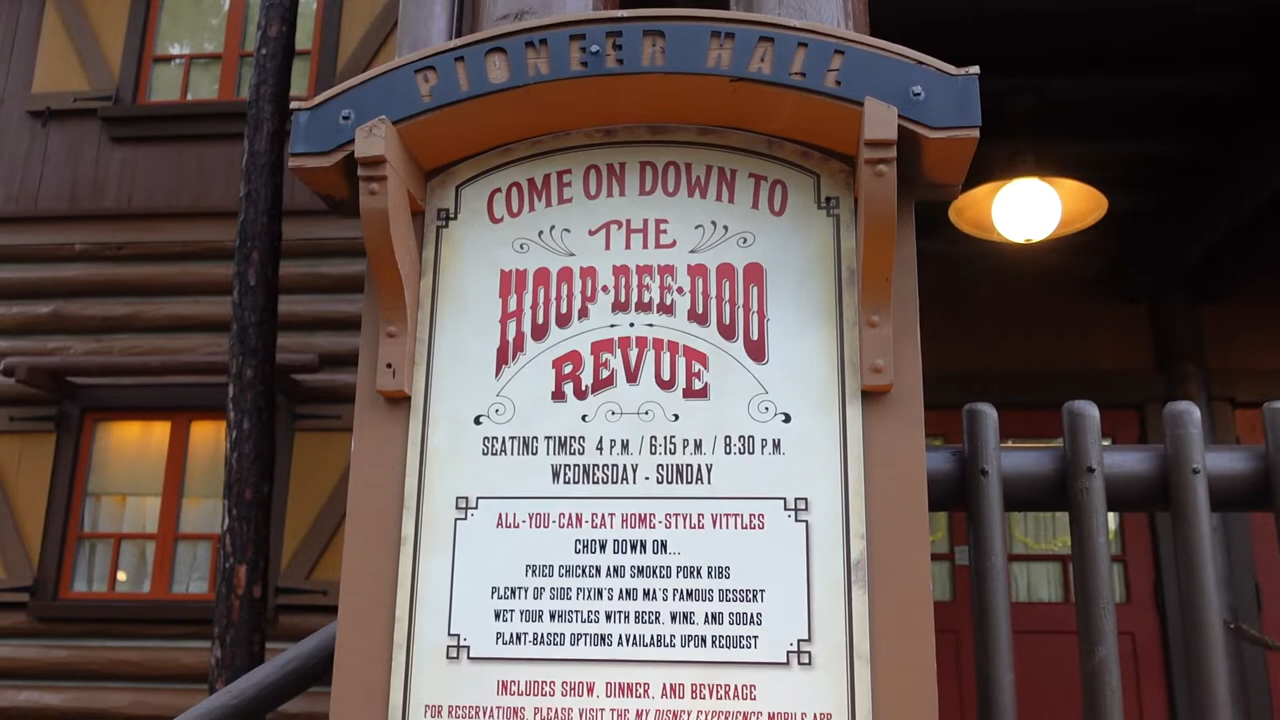 PIONEER HALL
COME ON DOWN TO
THE
HOOP·DEE·DOO
REVUE
SEATING TIMES 4 P.M. / 6:15 P.M. / 8:30 P.M.
WEDNESDAY - SUNDAY
ALL-YOU-CAN-EAT HOME-STYLE VITTLES
CHOW DOWN ON...
FRIED CHICKEN AND SMOKED PORK RIBS
PLENTY OF SIDE FIXIN'S AND MA'S FAMOUS DESSERT
WET YOUR WHISTLES WITH BEER, WINE, AND SODAS
PLANT-BASED OPTIONS AVAILABLE UPON REQUEST
INCLUDES SHOW, DINNER, AND BEVERAGE
FOR RESERVATIONS, PLEASE VISIT THE MY DISNEY EXPERIENCE MOBILE APP